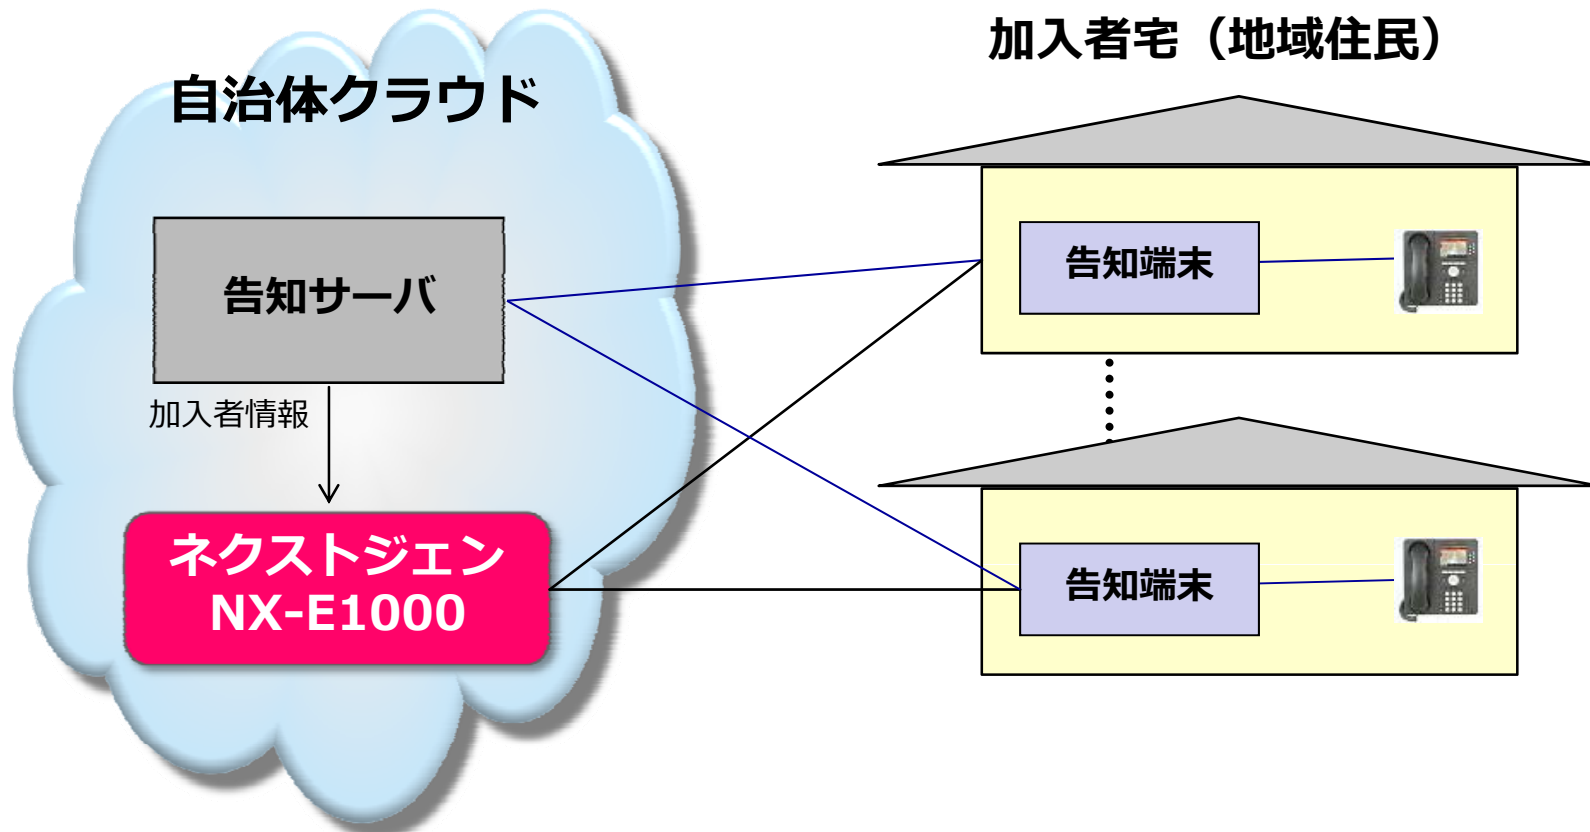 加入者宅（地域住民）
自治体クラウド
告知サーバ
告知端末
加入者情報
ネクストジェン
NX-E1000
告知端末